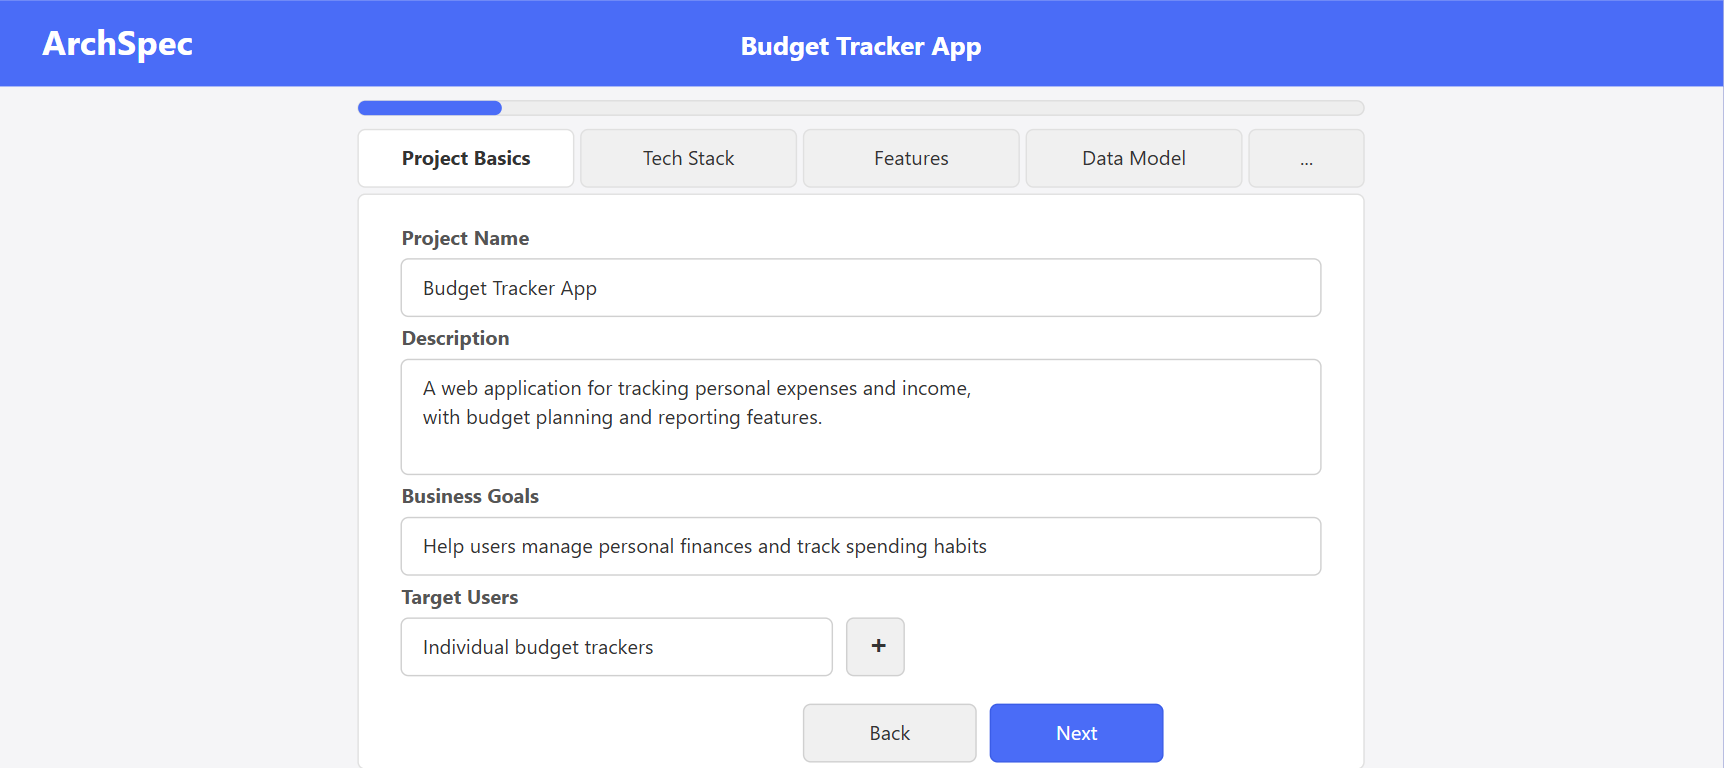 ArchSpec
Budget Tracker App
Project Basics
Tech Stack
Features
Data Model
...
Project Name
Budget Tracker App
Description
A web application for tracking personal expenses and income,
with budget planning and reporting features.
Business Goals
Help users manage personal finances and track spending habits
Target Users
Individual budget trackers
+
Back
Next